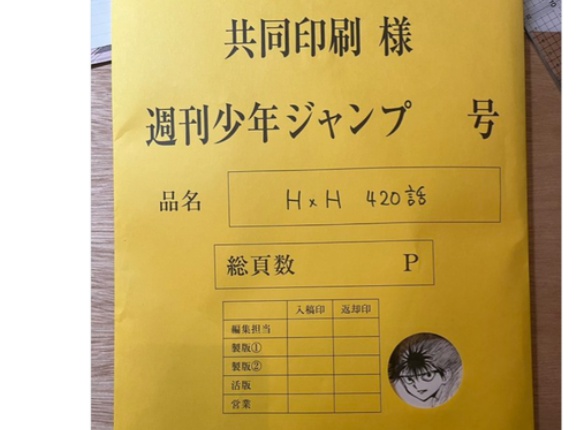 共同印刷 様
週刊少年ジャンプ 号
品名 H×H 420話
総頁数 P
入稿印 返却印
編集担当
製版①
製版②
活版
営業